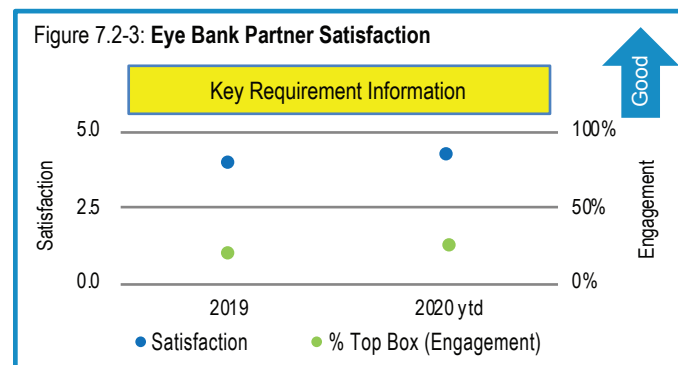 Figure 7.2-3: Eye Bank Partner Satisfaction
Good
Key Requirement Information
5.0
100%
Satisfaction
2.5
50%
Engagement
0.0
0%
2019
2020 ytd
Satisfaction
% Top Box (Engagement)